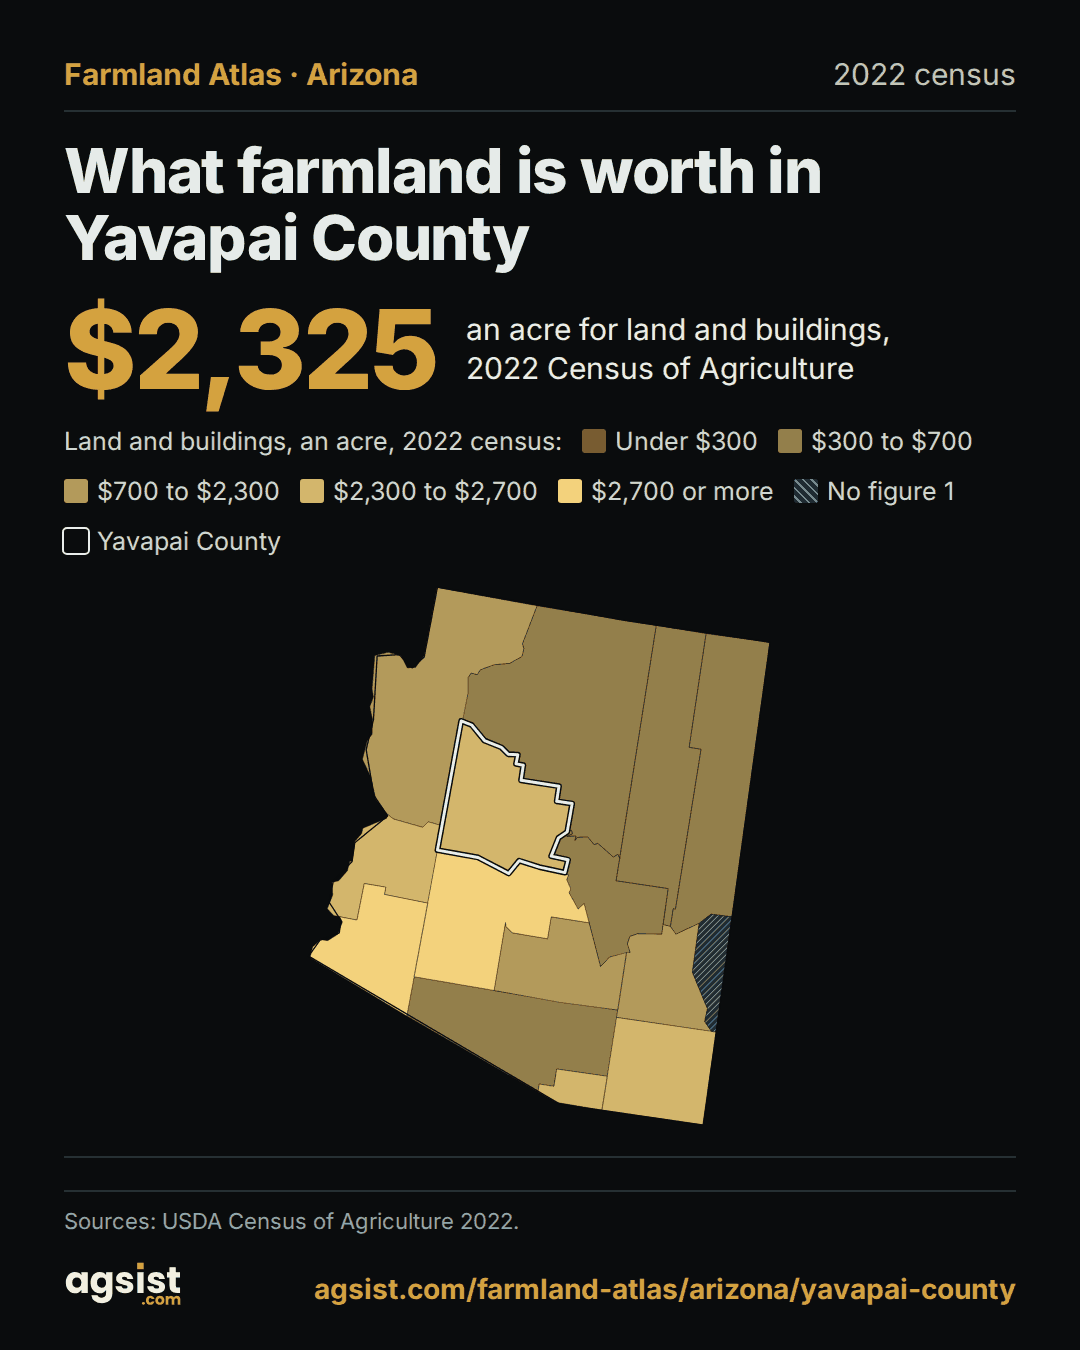 Farmland Atlas · Arizona
2022 census
What farmland is worth in
Yavapai County
$2,325
an acre for land and buildings,
2022 Census of Agriculture
Land and buildings, an acre, 2022 census: Under $300 $300 to $700
$700 to $2,300 $2,300 to $2,700 $2,700 or more No figure 1
Yavapai County
Sources: USDA Census of Agriculture 2022.
agsist
.com
agsist.com/farmland-atlas/arizona/yavapai-county